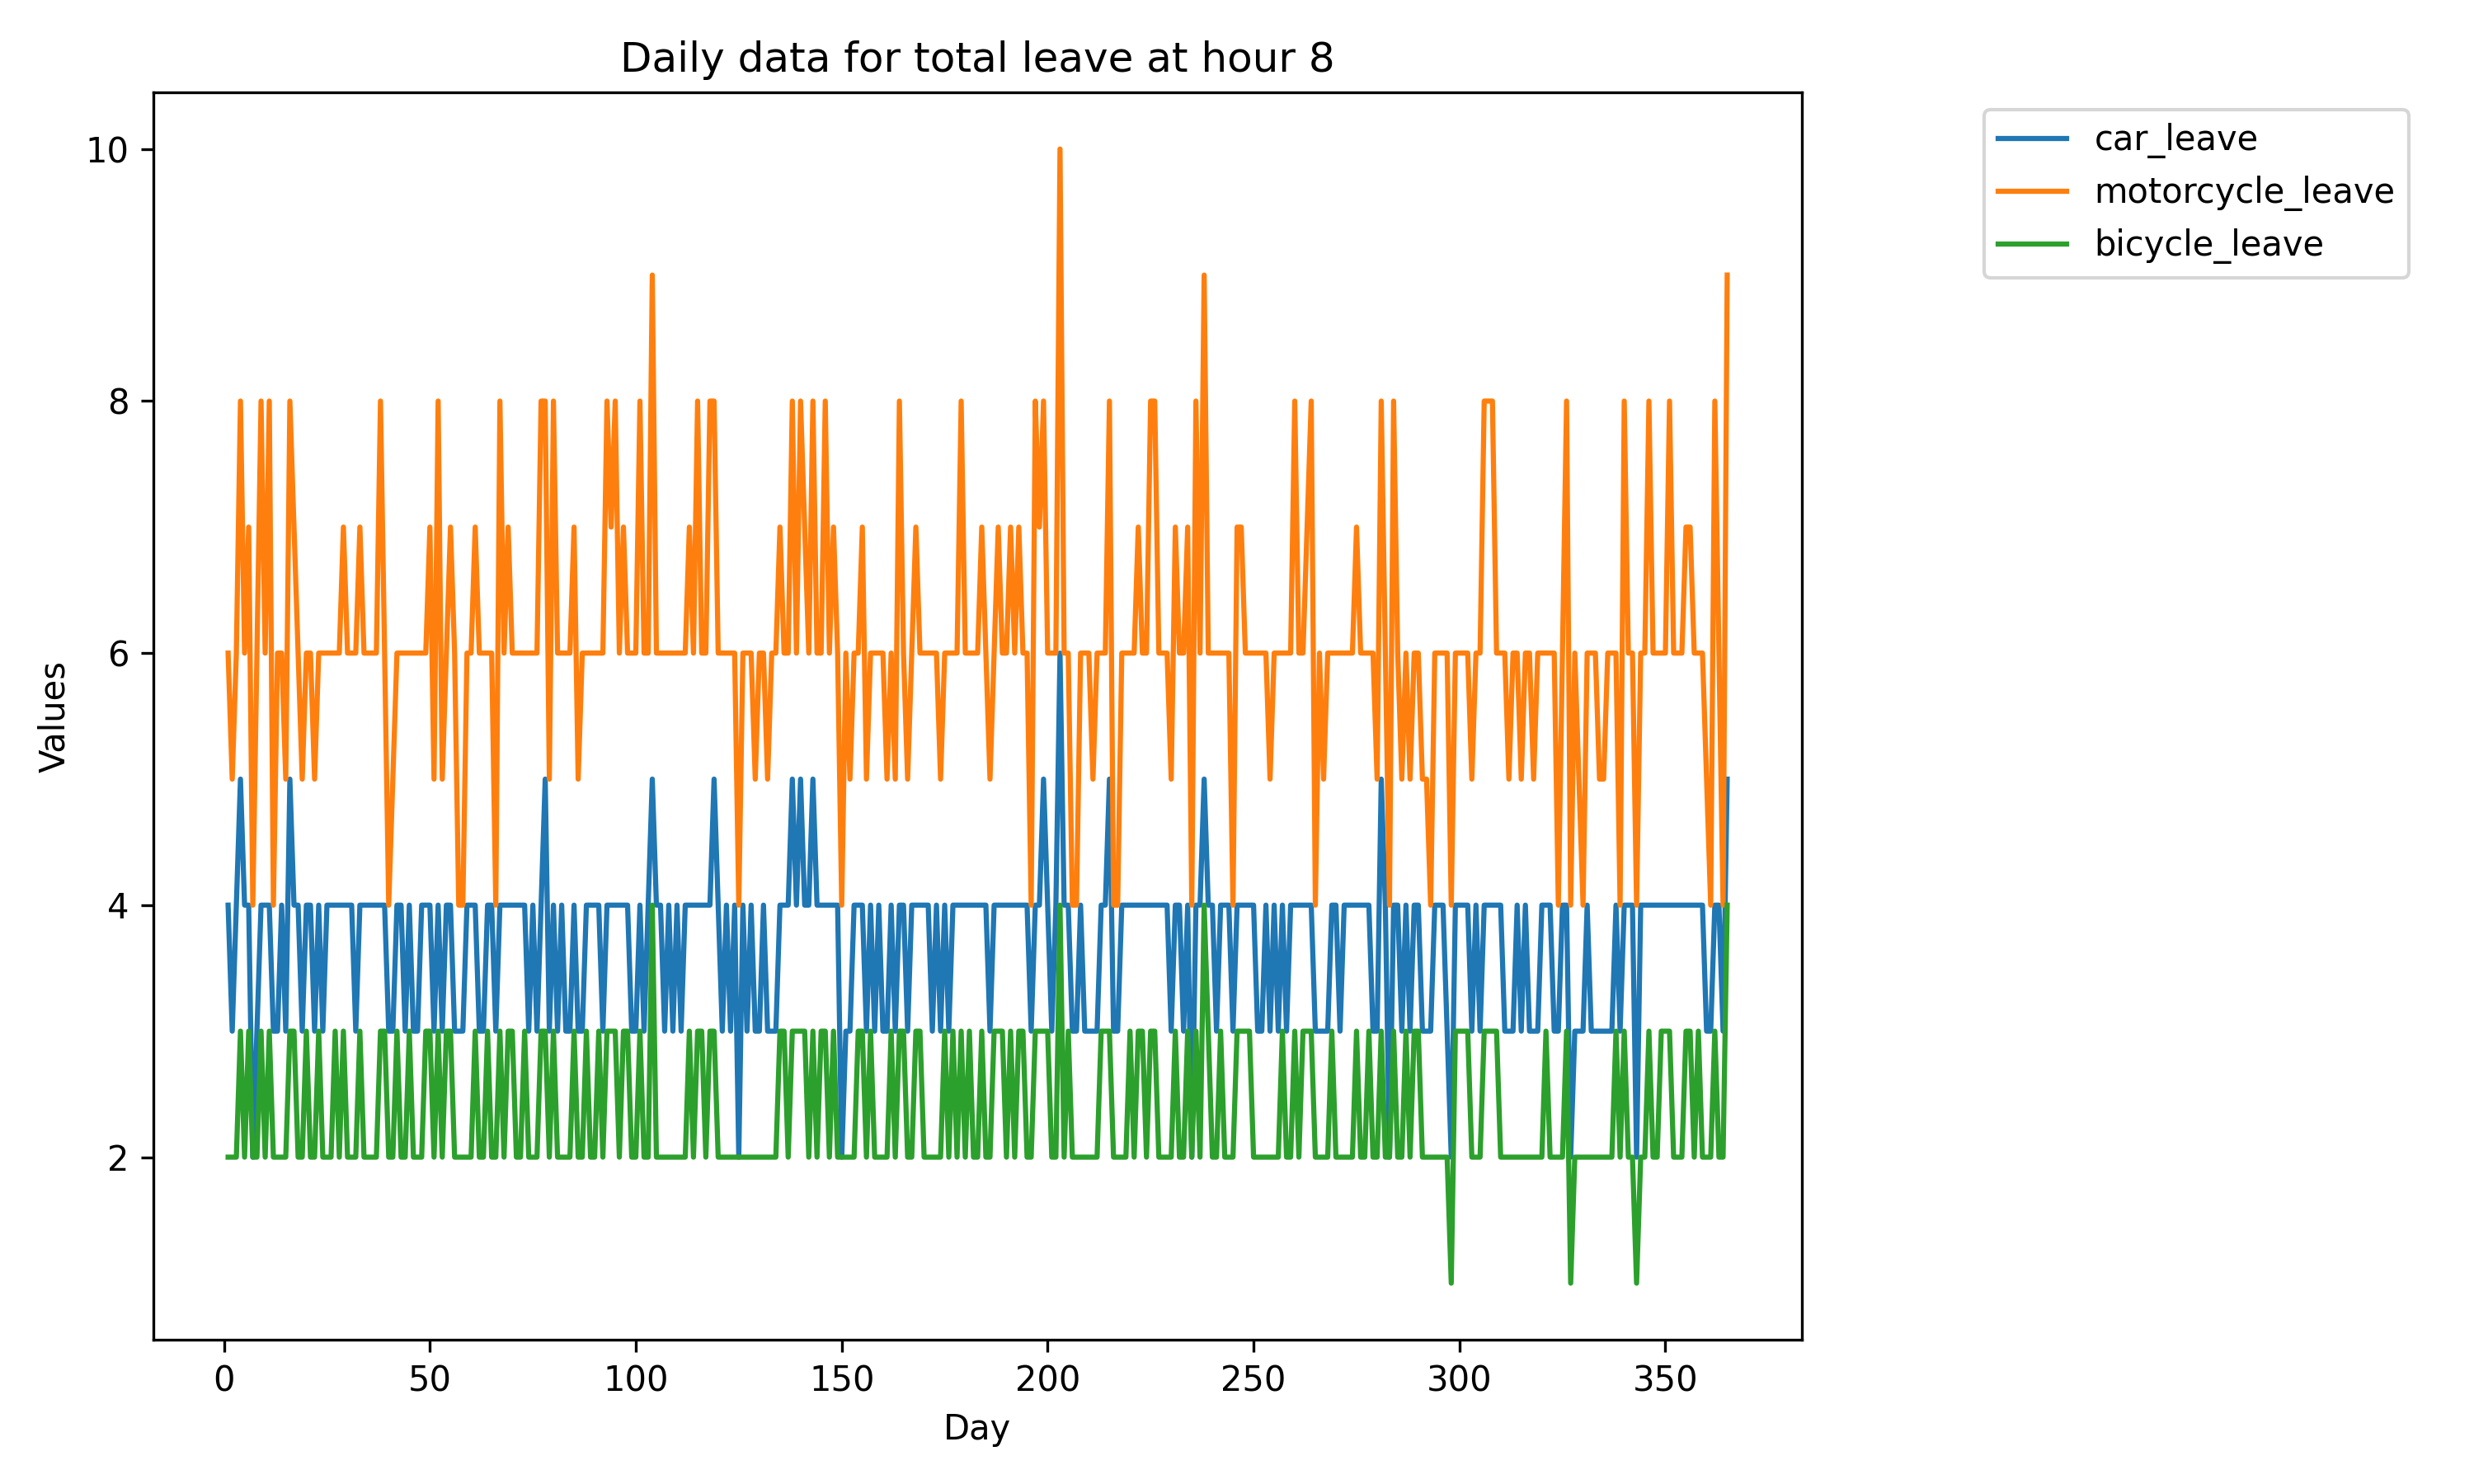 Daily data for total leave at hour 8
car_leave
motorcycle_leave
bicycle_leave
Values
10
8
6
4
2
0 50 100 150 200 250 300 350
Day